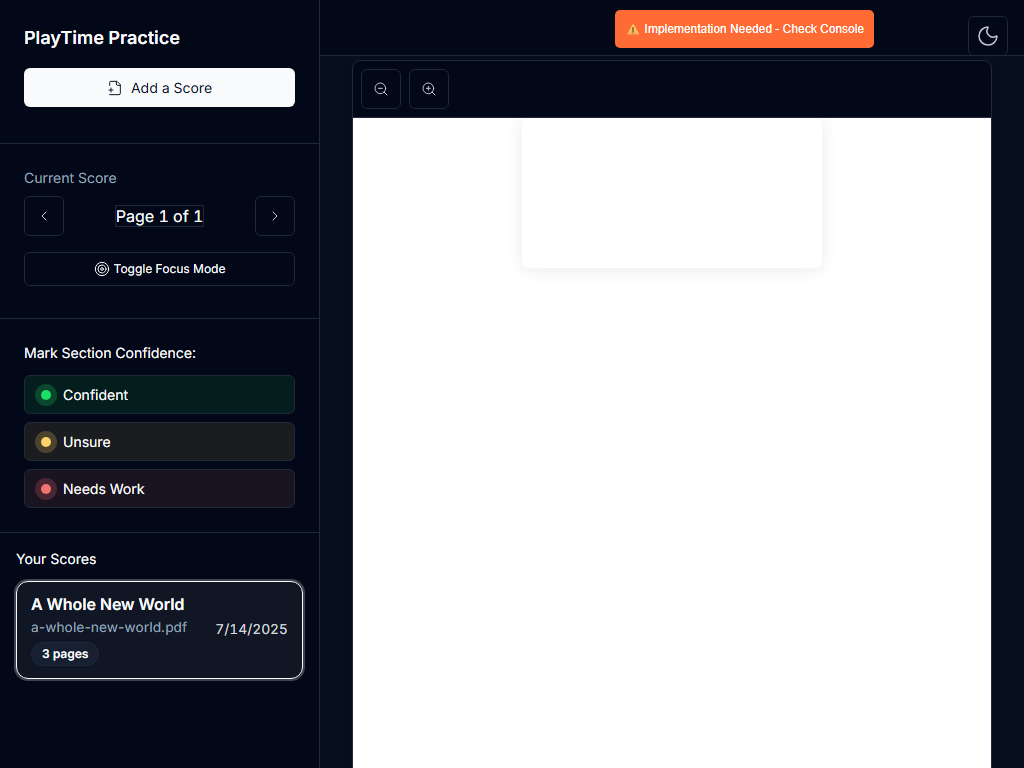 PlayTime Practice
Add a Score
Current Score
Page 1 of 1
Toggle Focus Mode
Mark Section Confidence:
Confident
Unsure
Needs Work
Your Scores
A Whole New World
a-whole-new-world.pdf
7/14/2025
3 pages
⚠️ Implementation Needed - Check Console